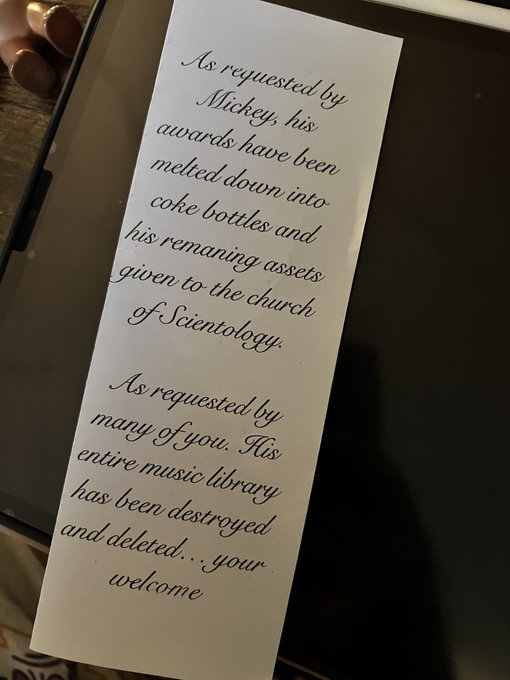 As requested by
Mickey, his
awards have been
melted down into
coke bottles and
his remaning assets
given to the church
of Scientology.
As requested by
many of you. His
entire music library
has been destroyed
and deleted...your
welcome